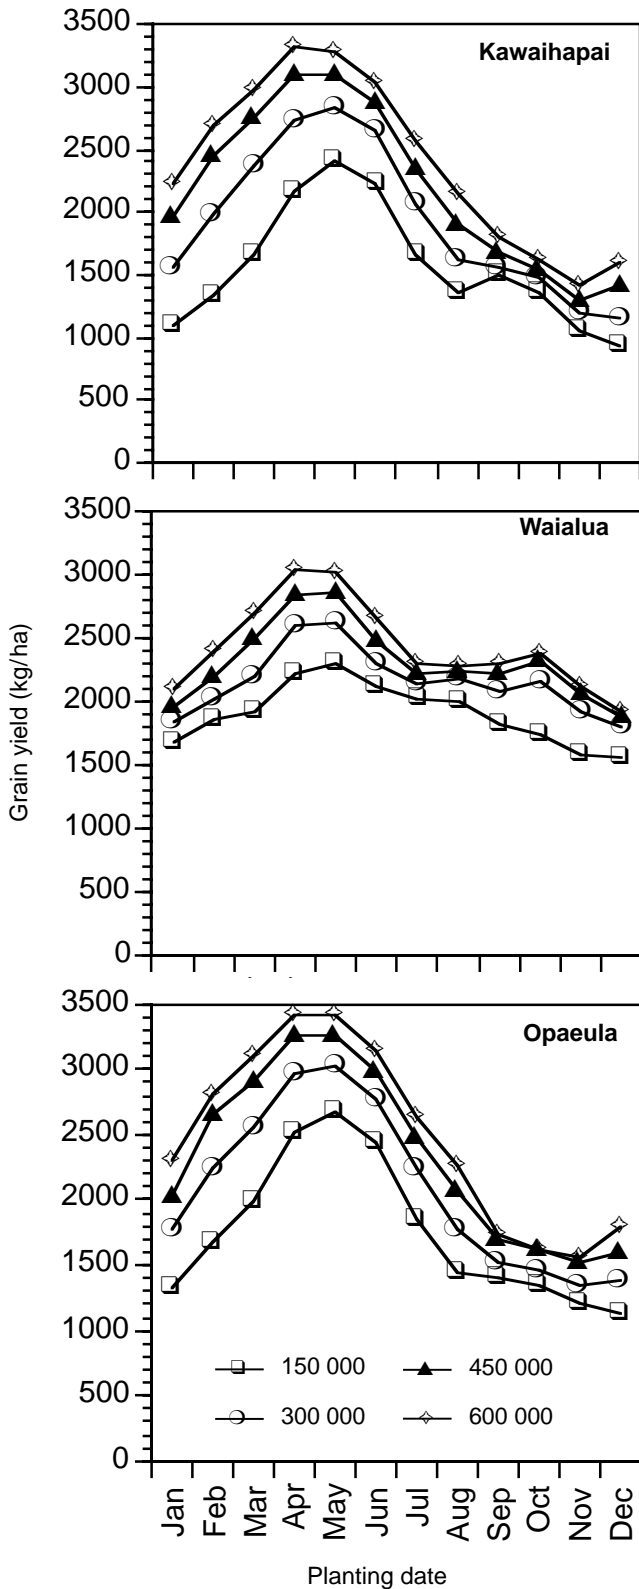 3500
Kawaihapai
3000
2500
2000
1500
1000
500
0
3500
Waialua
3000
2500
2000
1500
1000
500
0
Grain yield (kg/ha)
3500
Opaeula
3000
2500
2000
1500
1000
500
0
150 000
450 000
300 000
600 000
Jan
Feb
Mar
Apr
May
Jun
Jul
Aug
Sep
Oct
Nov
Dec
Planting date